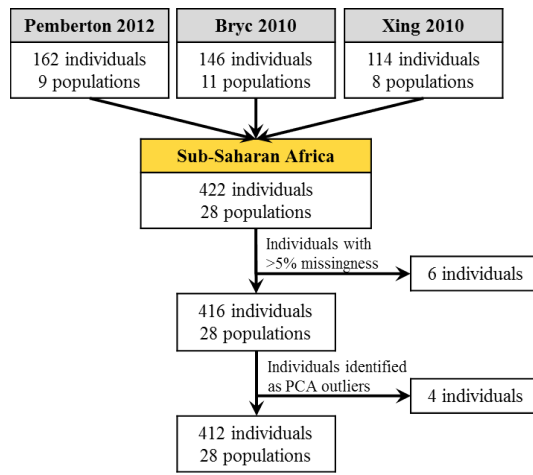 Pemberton 2012
162 individuals
9 populations
Bryc 2010
146 individuals
11 populations
Xing 2010
114 individuals
8 populations
Sub-Saharan Africa
422 individuals
28 populations
Individuals with
>5% missingness
6 individuals
416 individuals
28 populations
Individuals identified
as PCA outliers
4 individuals
412 individuals
28 populations